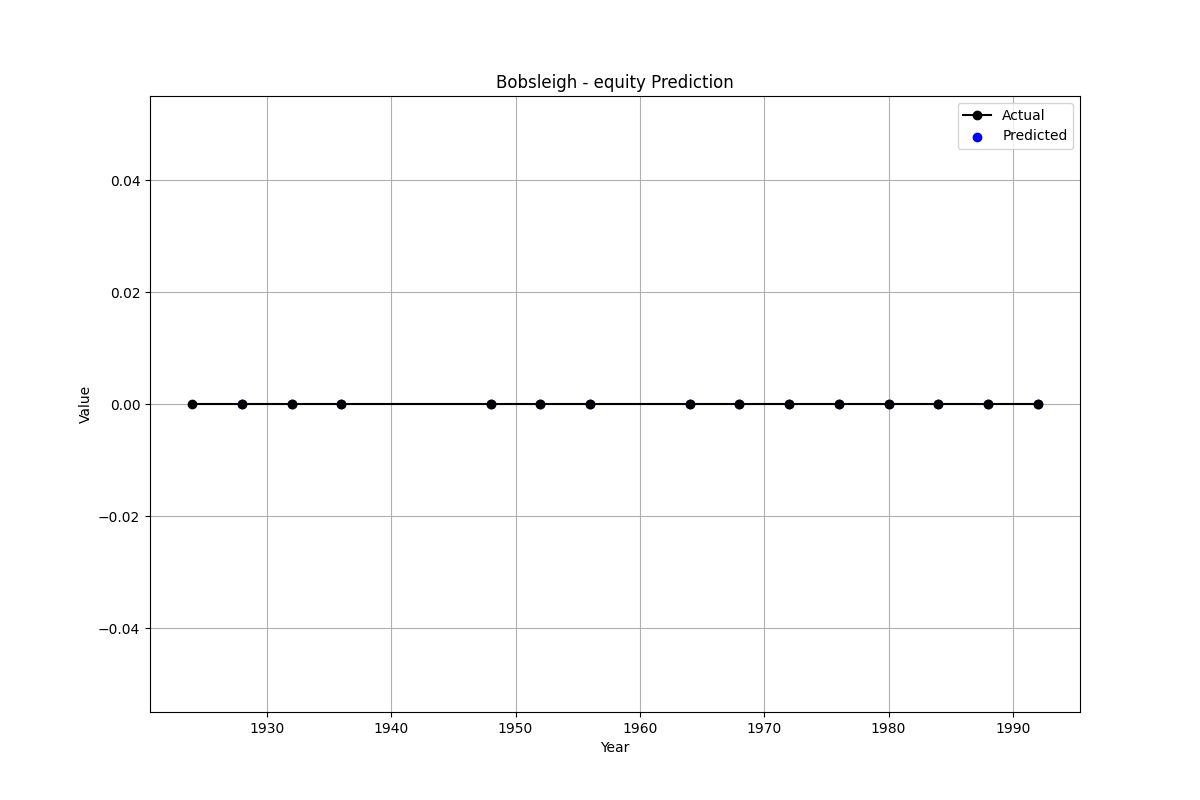 Bobsleigh - equity Prediction
Actual
Predicted
0.04
0.02
0.00
−0.02
−0.04
Value
1930 1940 1950 1960 1970 1980 1990
Year